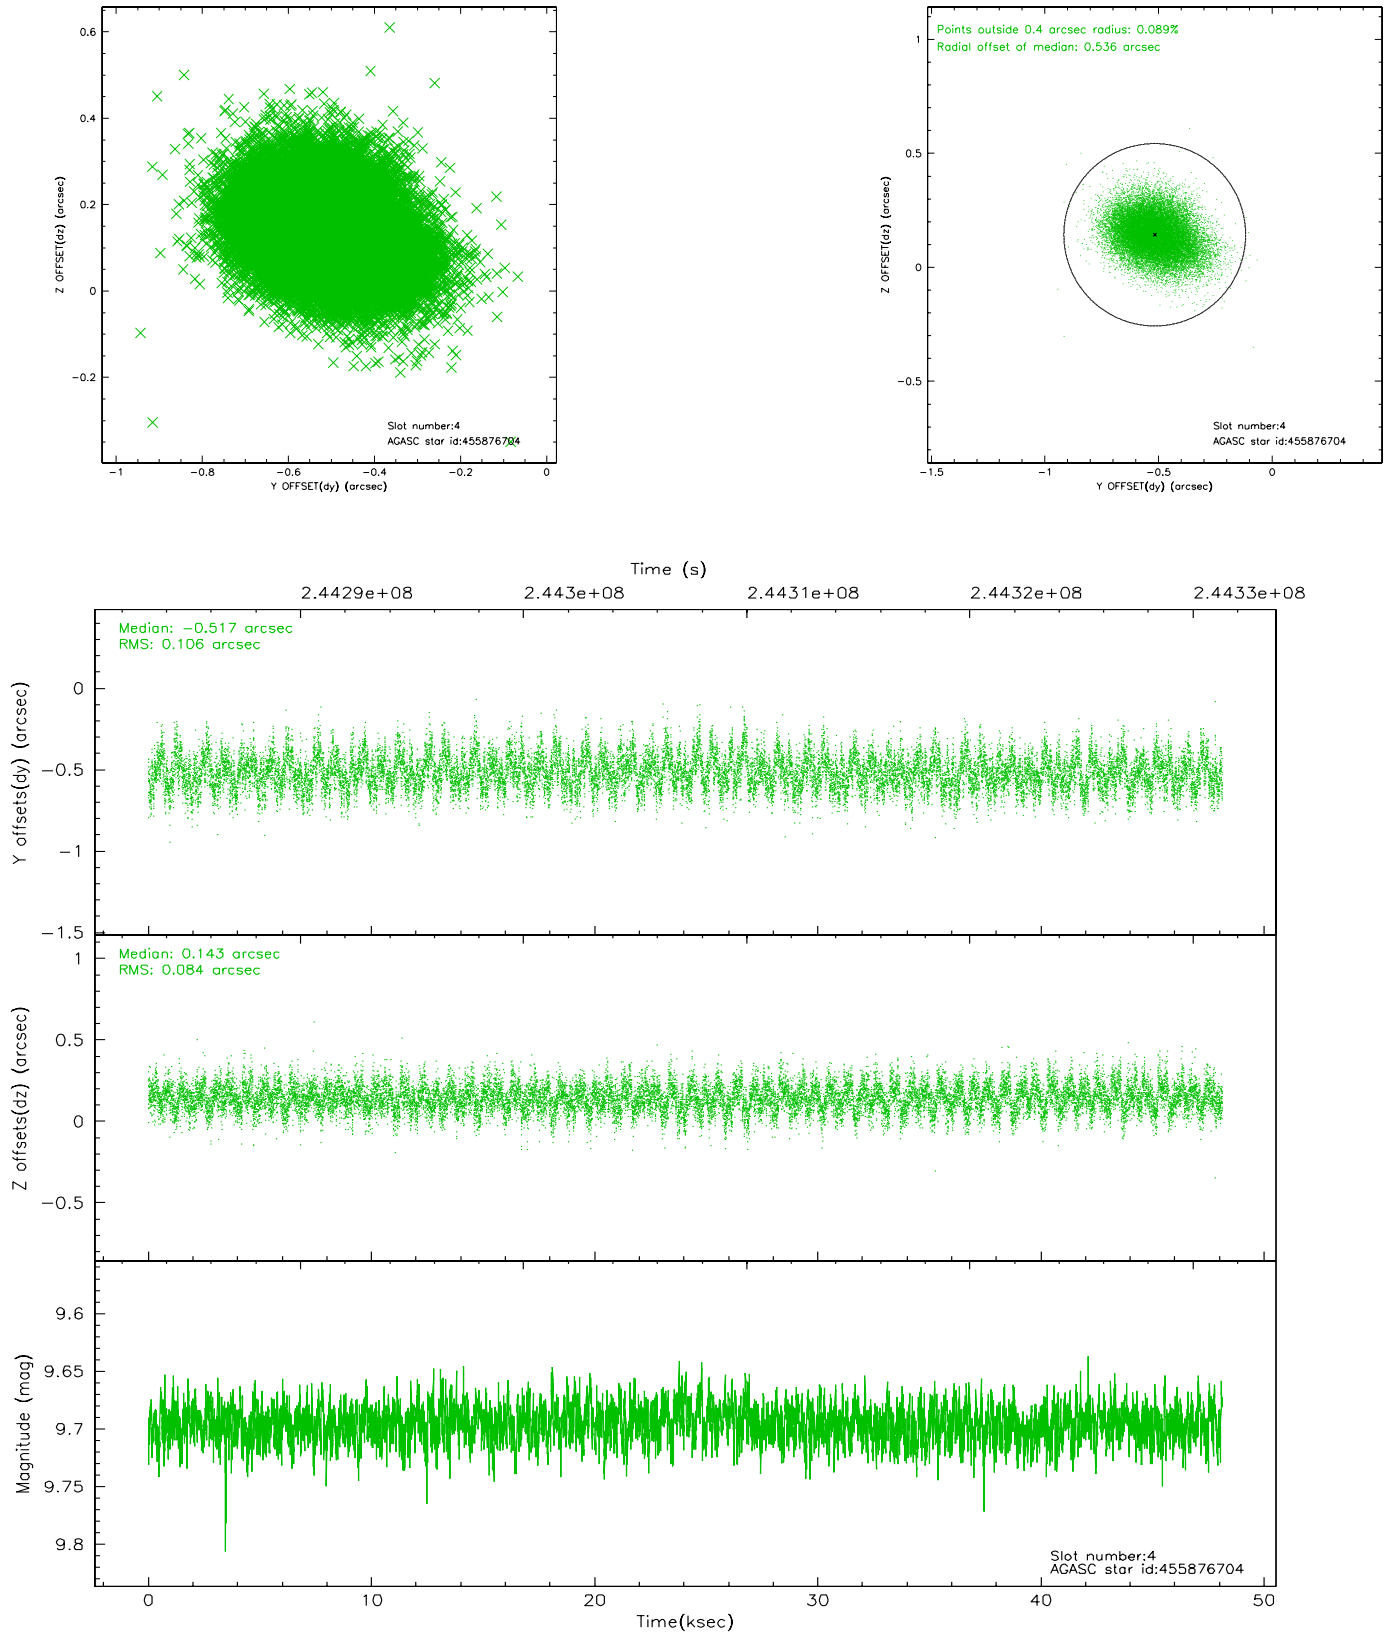 0.6
0.4
0.2
0
−0.2
Z OFFSET(dz) (arcsec)
Slot number:4
AGASC star id:455876704
−1
−0.8
−0.6
−0.4
−0.2
0
Y OFFSET(dy) (arcsec)
Points outside 0.4 arcsec radius: 0.089%
Radial offset of median: 0.536 arcsec
1
0.5
0
−0.5
Z OFFSET(dz) (arcsec)
Slot number:4
AGASC star id:455876704
−1.5
−1
−0.5
0
Y OFFSET(dy) (arcsec)
Time (s)
2.4429e+08
2.443e+08
2.4431e+08
2.4432e+08
2.4433e+08
Median: −0.517 arcsec
RMS: 0.106 arcsec
0
−0.5
−1
−1.5
Y offsets(dy) (arcsec)
Median: 0.143 arcsec
RMS: 0.084 arcsec
1
0.5
0
−0.5
Z offsets(dz) (arcsec)
9.6
9.65
9.7
9.75
9.8
Magnitude (mag)
Slot number:4
AGASC star id:455876704
0
10
20
30
40
50
Time(ksec)